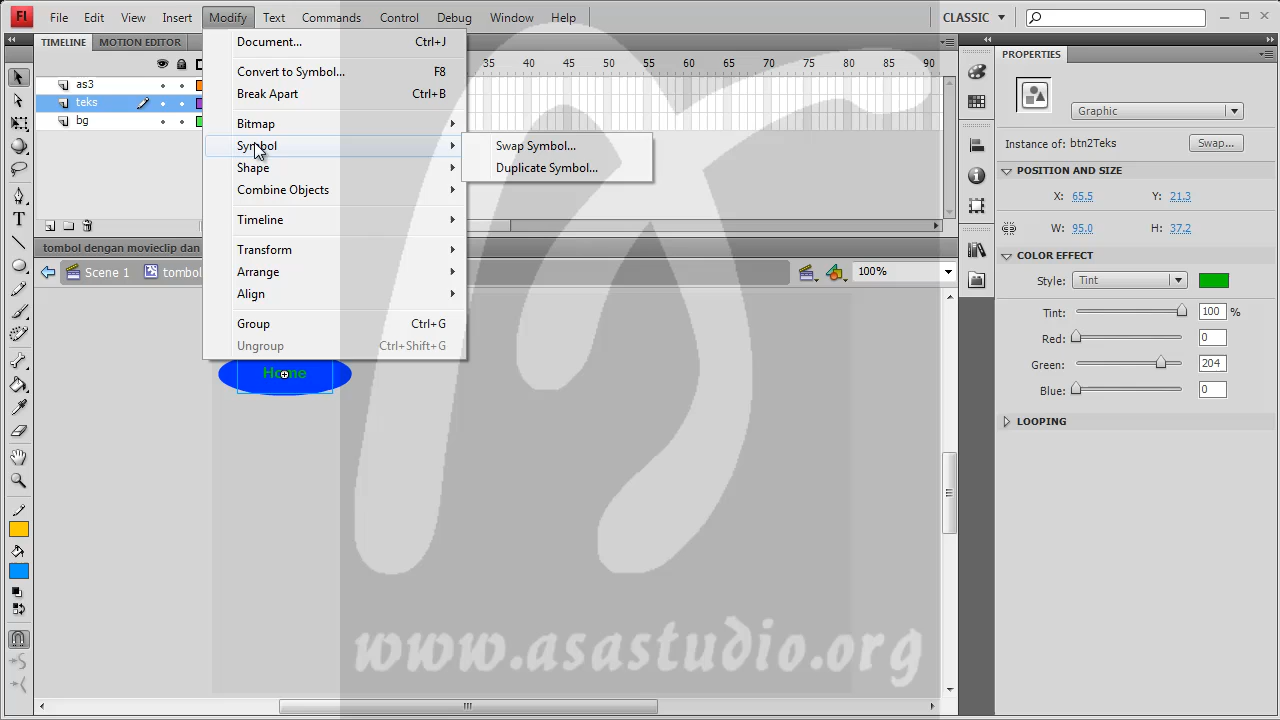 Fl File Edit View Insert Modify Text Commands Control Debug Window Help CLASSIC
TIMELINE MOTION EDITOR
35 40 45 50 55 60 65 70 75 80 85 90
as3
teks
bg
Document... Ctrl+J
Convert to Symbol... F8
Break Apart Ctrl+B
Bitmap
Symbol
Shape
Combine Objects
Timeline
Transform
Arrange
Align
Group Ctrl+G
Ungroup Ctrl+Shift+G
Swap Symbol...
Duplicate Symbol...
tombol dengan movieclip dan
Scene 1 tombol
100%
Home
PROPERTIES
Graphic
Instance of: btn2Teks Swap...
POSITION AND SIZE
X: 65.5 Y: 21.3
W: 95.0 H: 37.2
COLOR EFFECT
Style: Tint
Tint: 100 %
Red: 0
Green: 204
Blue: 0
LOOPING
T
www.asastudio.org